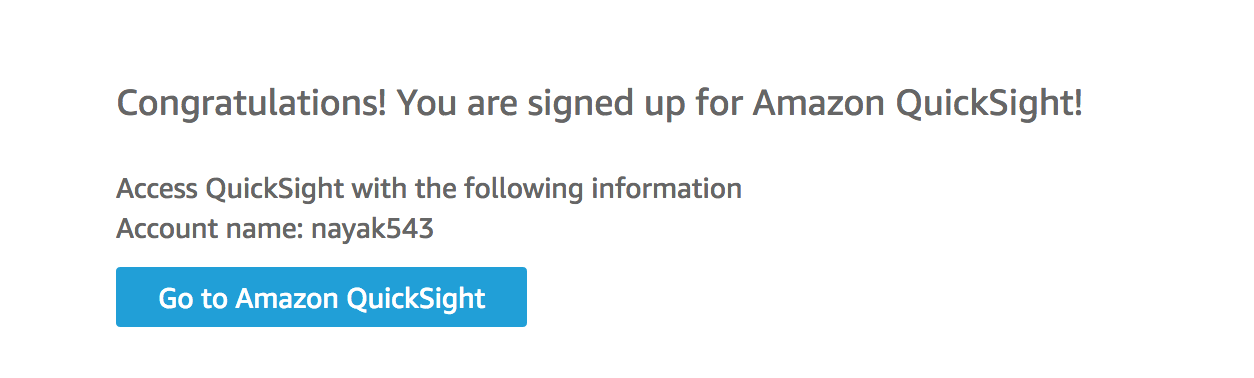 Congratulations! You are signed up for Amazon QuickSight!
Access QuickSight with the following information
Account name: nayak543
Go to Amazon QuickSight